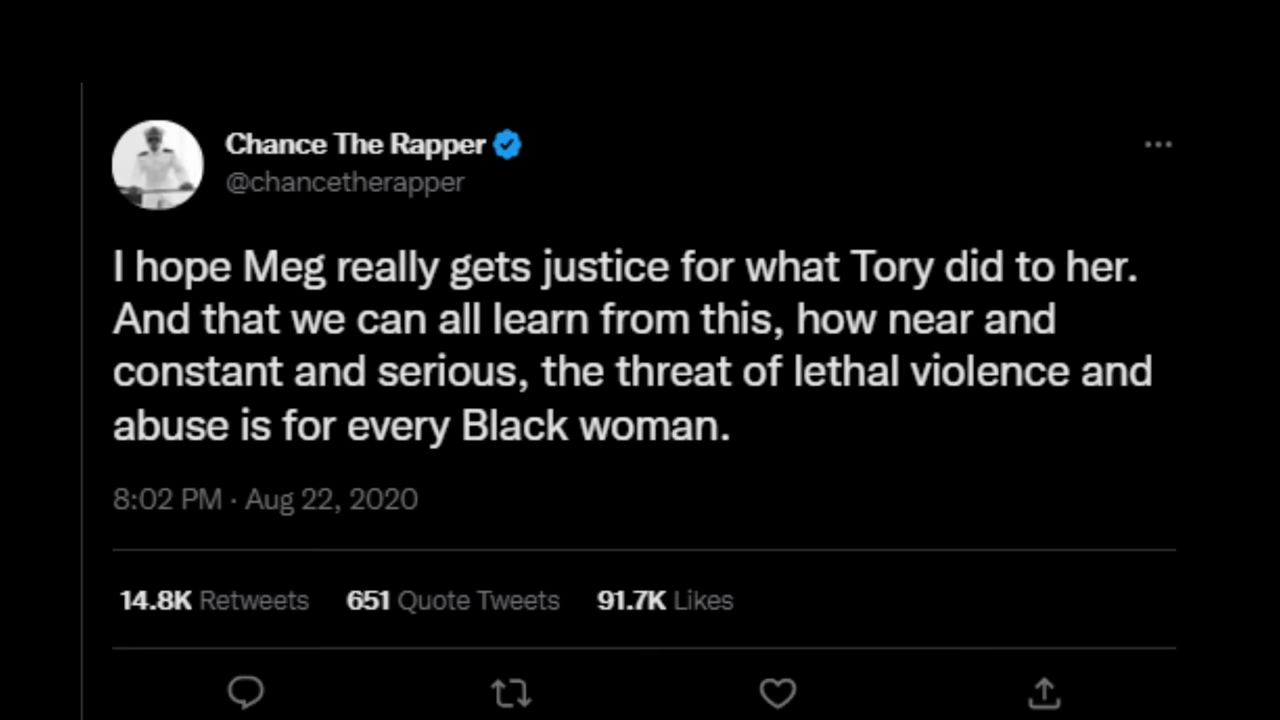 Chance The Rapper
@chancetherapper
I hope Meg really gets justice for what Tory did to her.
And that we can all learn from this, how near and
constant and serious, the threat of lethal violence and
abuse is for every Black woman.
8:02 PM · Aug 22, 2020
14.8K Retweets 651 Quote Tweets 91.7K Likes